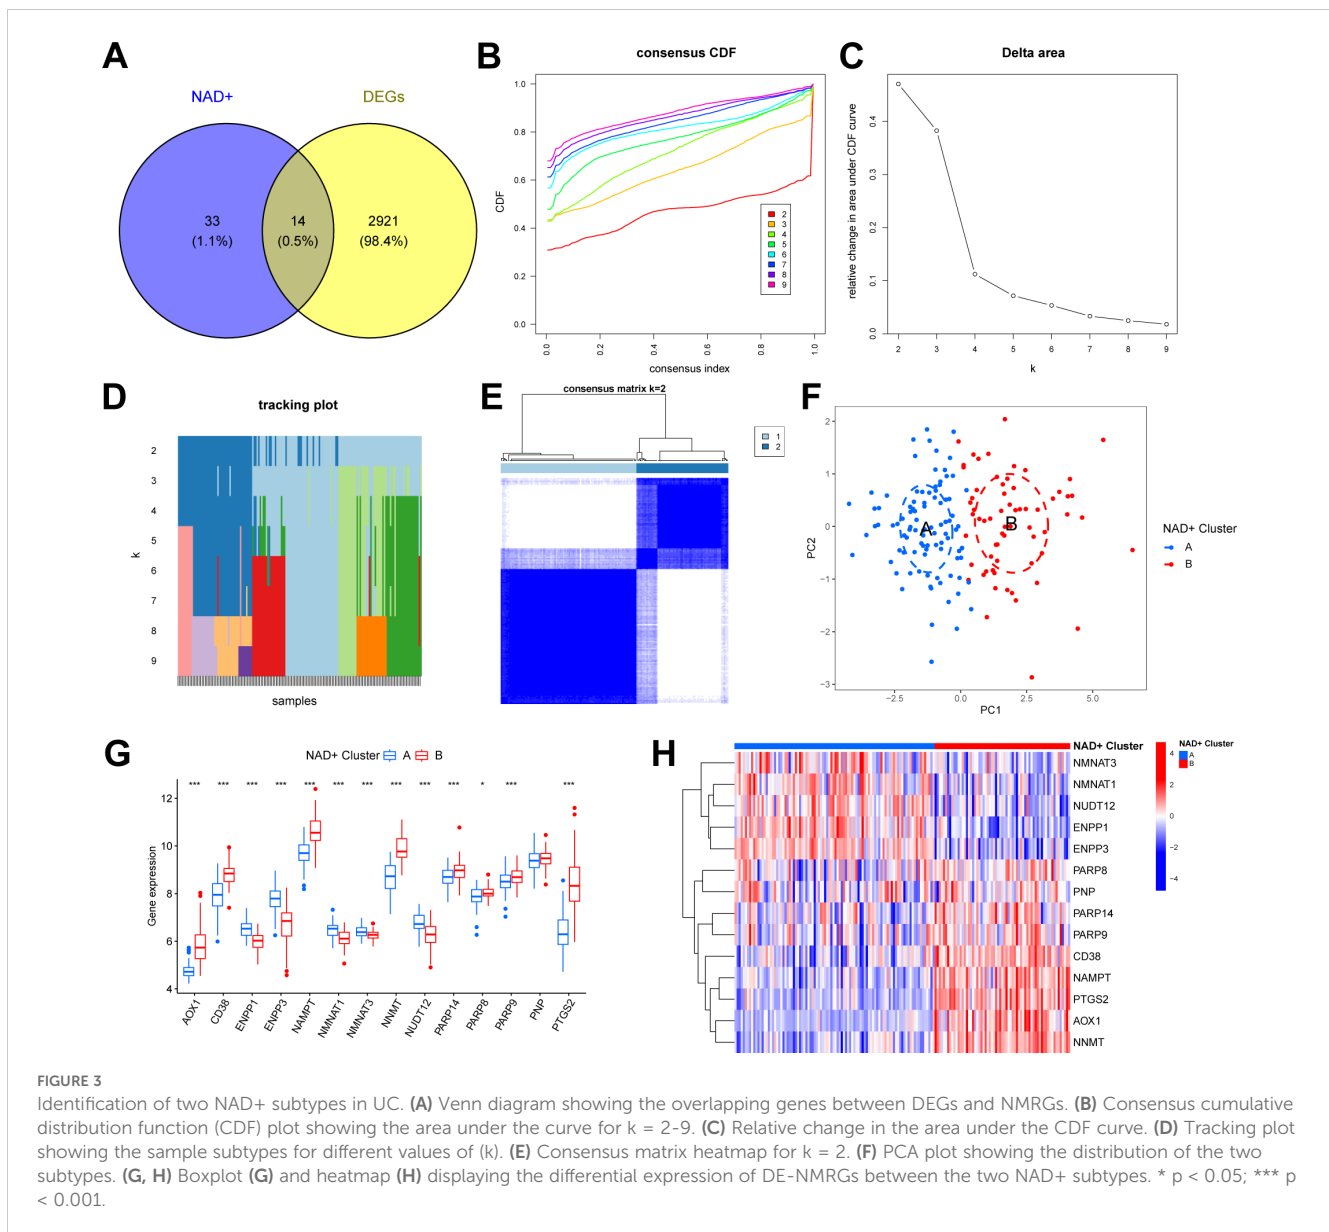 A
NAD+
DEGs
33
(1.1%)
14
(0.5%)
2921
(98.4%)
B
consensus CDF
CDF
1.0
0.8
0.6
0.4
0.2
0.0
2
3
4
5
6
7
8
9
0.0
0.2
0.4
0.6
0.8
1.0
consensus index
C
Delta area
relative change in area under CDF curve
0.4
0.3
0.2
0.1
0.0
2
3
4
5
6
7
8
9
k
D
tracking plot
k
2
3
4
5
6
7
8
9
samples
E
consensus matrix k=2
1
2
F
PC2
2
1
0
−1
−2
−3
A
B
−2.5
0.0
2.5
5.0
PC1
NAD+ Cluster
A
B
G
NAD+ Cluster A B
Gene expression
12
10
8
6
4
*** *** *** *** *** *** *** *** *** *** * *** ***
AOX1
CD38
ENPP1
ENPP3
NAMPT
NMNAT1
NMNAT3
NNMT
NUDT12
PARP14
PARP8
PARP9
PNP
PTGS2
H
NAD+ Cluster
NMNAT3
NMNAT1
NUDT12
ENPP1
ENPP3
PARP8
PNP
PARP14
PARP9
CD38
NAMPT
PTGS2
AOX1
NNMT
4
2
0
−2
−4
NAD+ Cluster
A
B
FIGURE 3
Identification of two NAD+ subtypes in UC. (A) Venn diagram showing the overlapping genes between DEGs and NMRGs. (B) Consensus cumulative
distribution function (CDF) plot showing the area under the curve for k = 2-9. (C) Relative change in the area under the CDF curve. (D) Tracking plot
showing the sample subtypes for different values of (k). (E) Consensus matrix heatmap for k = 2. (F) PCA plot showing the distribution of the two
subtypes. (G, H) Boxplot (G) and heatmap (H) displaying the differential expression of DE-NMRGs between the two NAD+ subtypes. * p < 0.05; *** p
< 0.001.